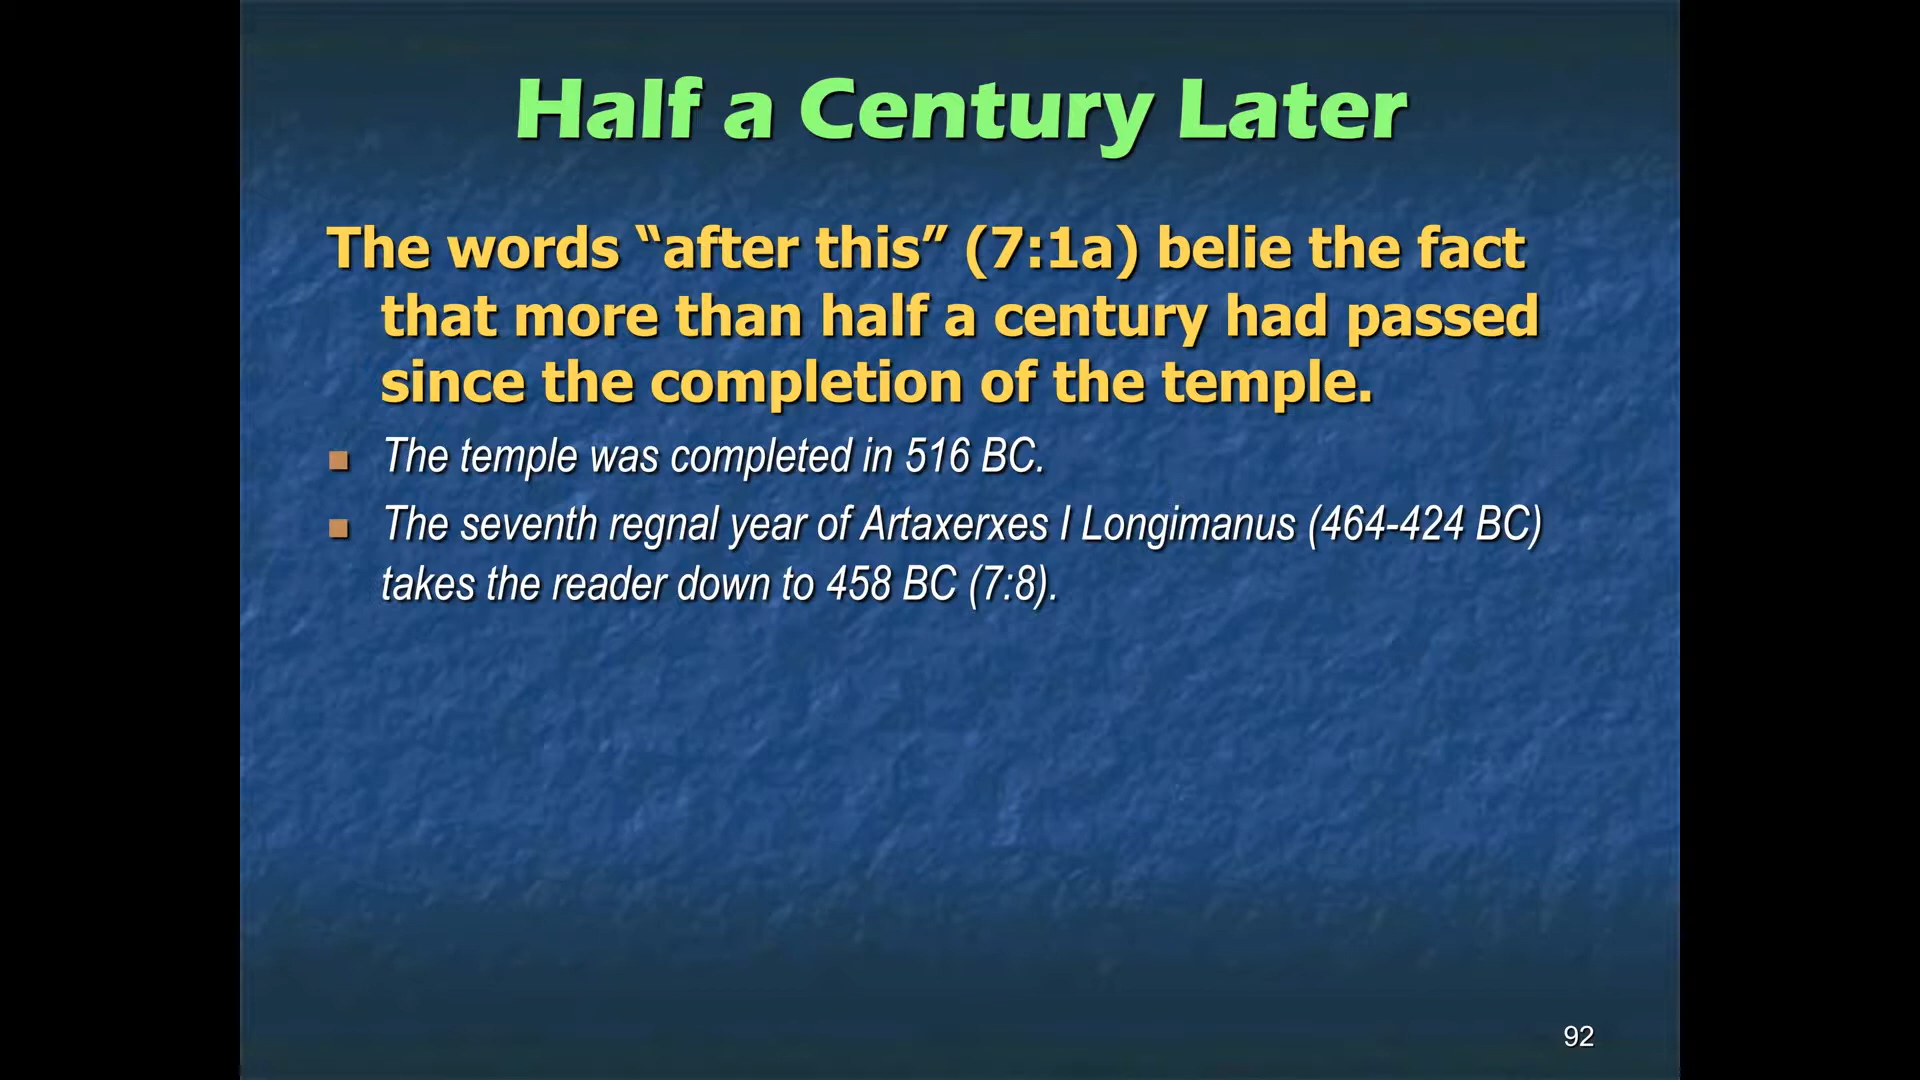 Half a Century Later
The words “after this” (7:1a) belie the fact
that more than half a century had passed
since the completion of the temple.
The temple was completed in 516 BC.
The seventh regnal year of Artaxerxes I Longimanus (464-424 BC)
takes the reader down to 458 BC (7:8).
92